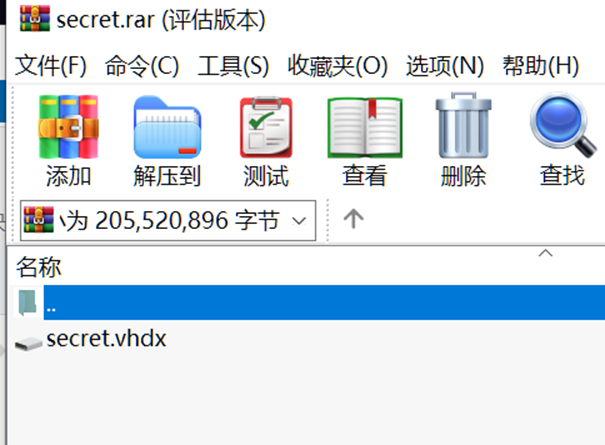 secret.rar (评估版本)
文件(F) 命令(C) 工具(S) 收藏夹(O) 选项(N) 帮助(H)
添加 解压到 测试 查看 删除 查找
为 205,520,896 字节
名称
..
secret.vhdx